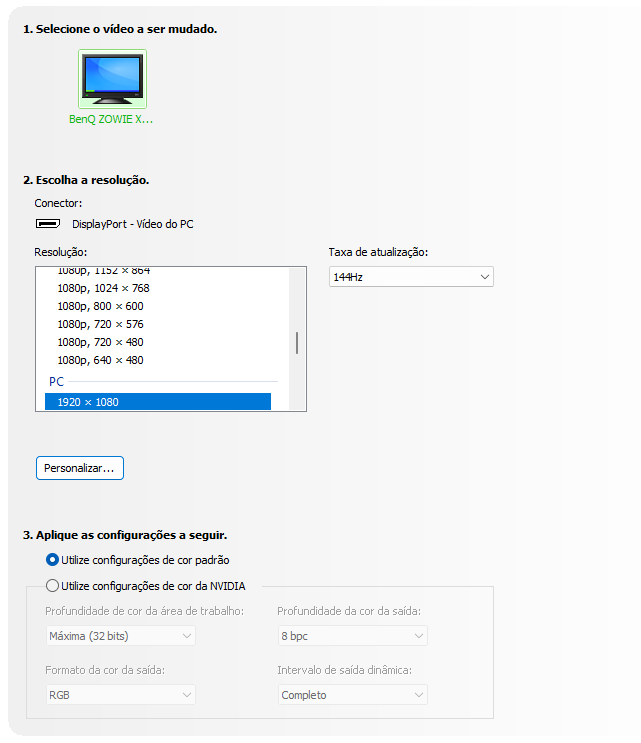 1. Selecione o vídeo a ser mudado.
BenQ ZOWIE X...
2. Escolha a resolução.
Conector:
DisplayPort - Vídeo do PC
Resolução:
Taxa de atualização:
1080p, 1152 × 864
144Hz
1080p, 1024 × 768
1080p, 800 × 600
1080p, 720 × 576
1080p, 720 × 480
1080p, 640 × 480
PC
1920 × 1080
Personalizar...
3. Aplique as configurações a seguir.
Utilize configurações de cor padrão
Utilize configurações de cor da NVIDIA
Profundidade de cor da área de trabalho:
Profundidade da cor da saída:
Máxima (32 bits)
8 bpc
Formato da cor da saída:
Intervalo de saída dinâmica:
RGB
Completo